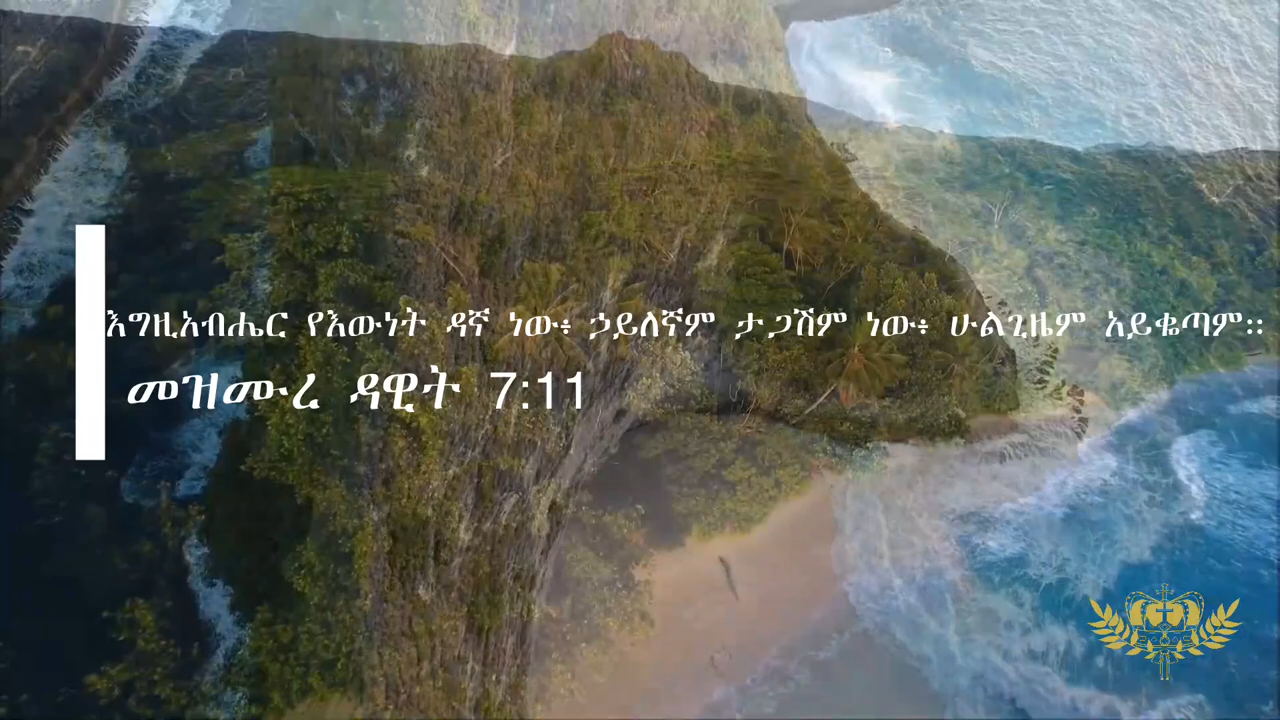 እግዚአብሔር የእውነት ዳኛ ነው፥ ኃይለኛም ታጋሽም ነው፥ ሁልጊዜም አይቈጣም።
መዝሙረ ዳዊት 7:11